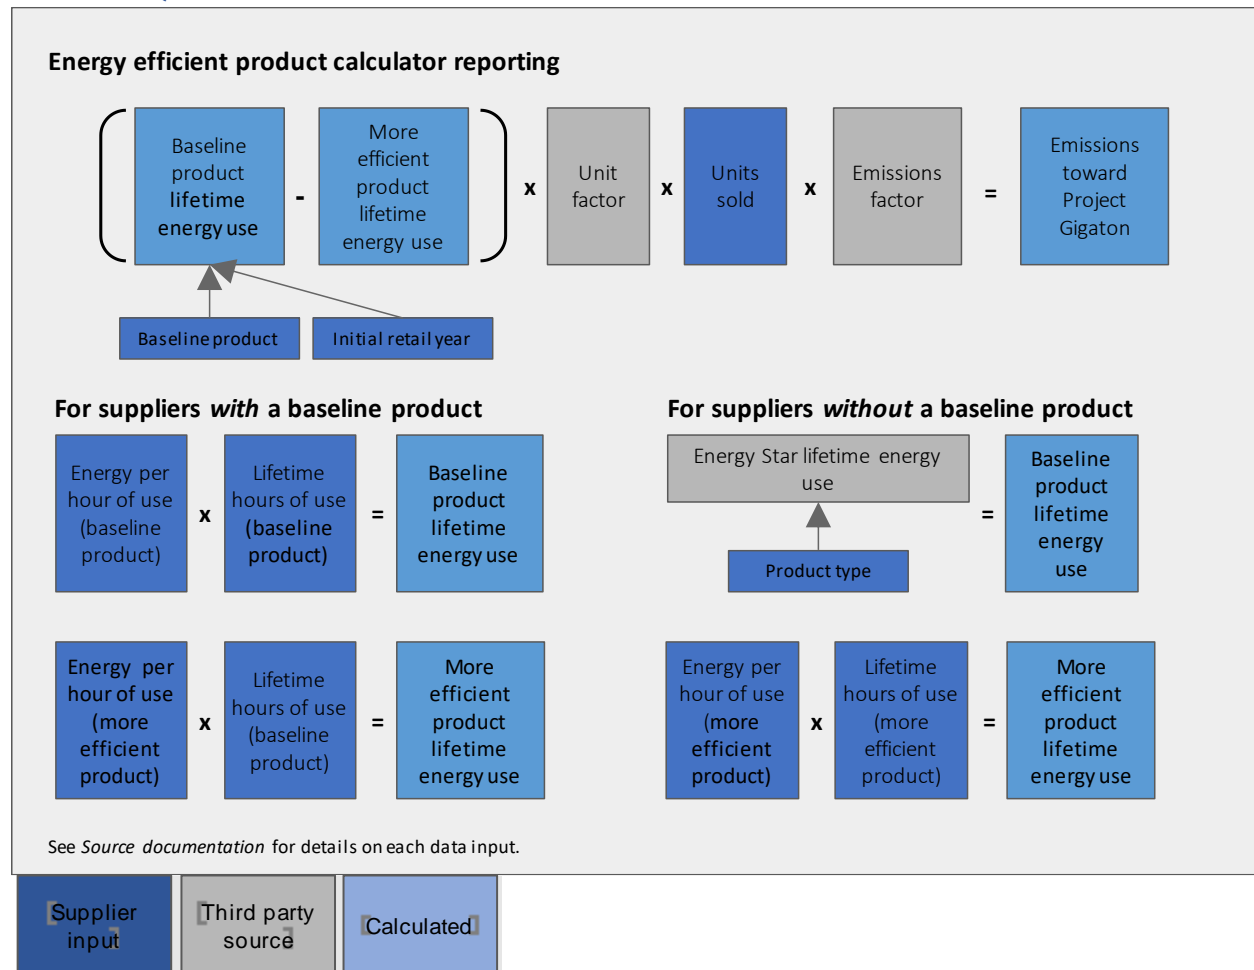 Energy efficient product calculator reporting
Baseline
product
lifetime
energy use
-
More
efficient
product
lifetime
energy use
x
Unit
factor
x
Units
sold
x
Emissions
factor
=
Emissions
toward
Project
Gigaton
Baseline product
Initial retail year
For suppliers with a baseline product
Energy per
hour of use
(baseline
product)
x
Lifetime
hours of use
(baseline
product)
=
Baseline
product
lifetime
energy use
Energy per
hour of use
(more
efficient
product)
x
Lifetime
hours of use
(baseline
product)
=
More
efficient
product
lifetime
energy use
For suppliers without a baseline product
Energy Star lifetime energy
use
Product type
=
Baseline
product
lifetime
energy
use
Energy per
hour of use
(more
efficient
product)
x
Lifetime
hours of use
(more
efficient
product)
=
More
efficient
product
lifetime
energy use
See Source documentation for details on each data input.
[Supplier
input]
[Third party
source]
[Calculated]